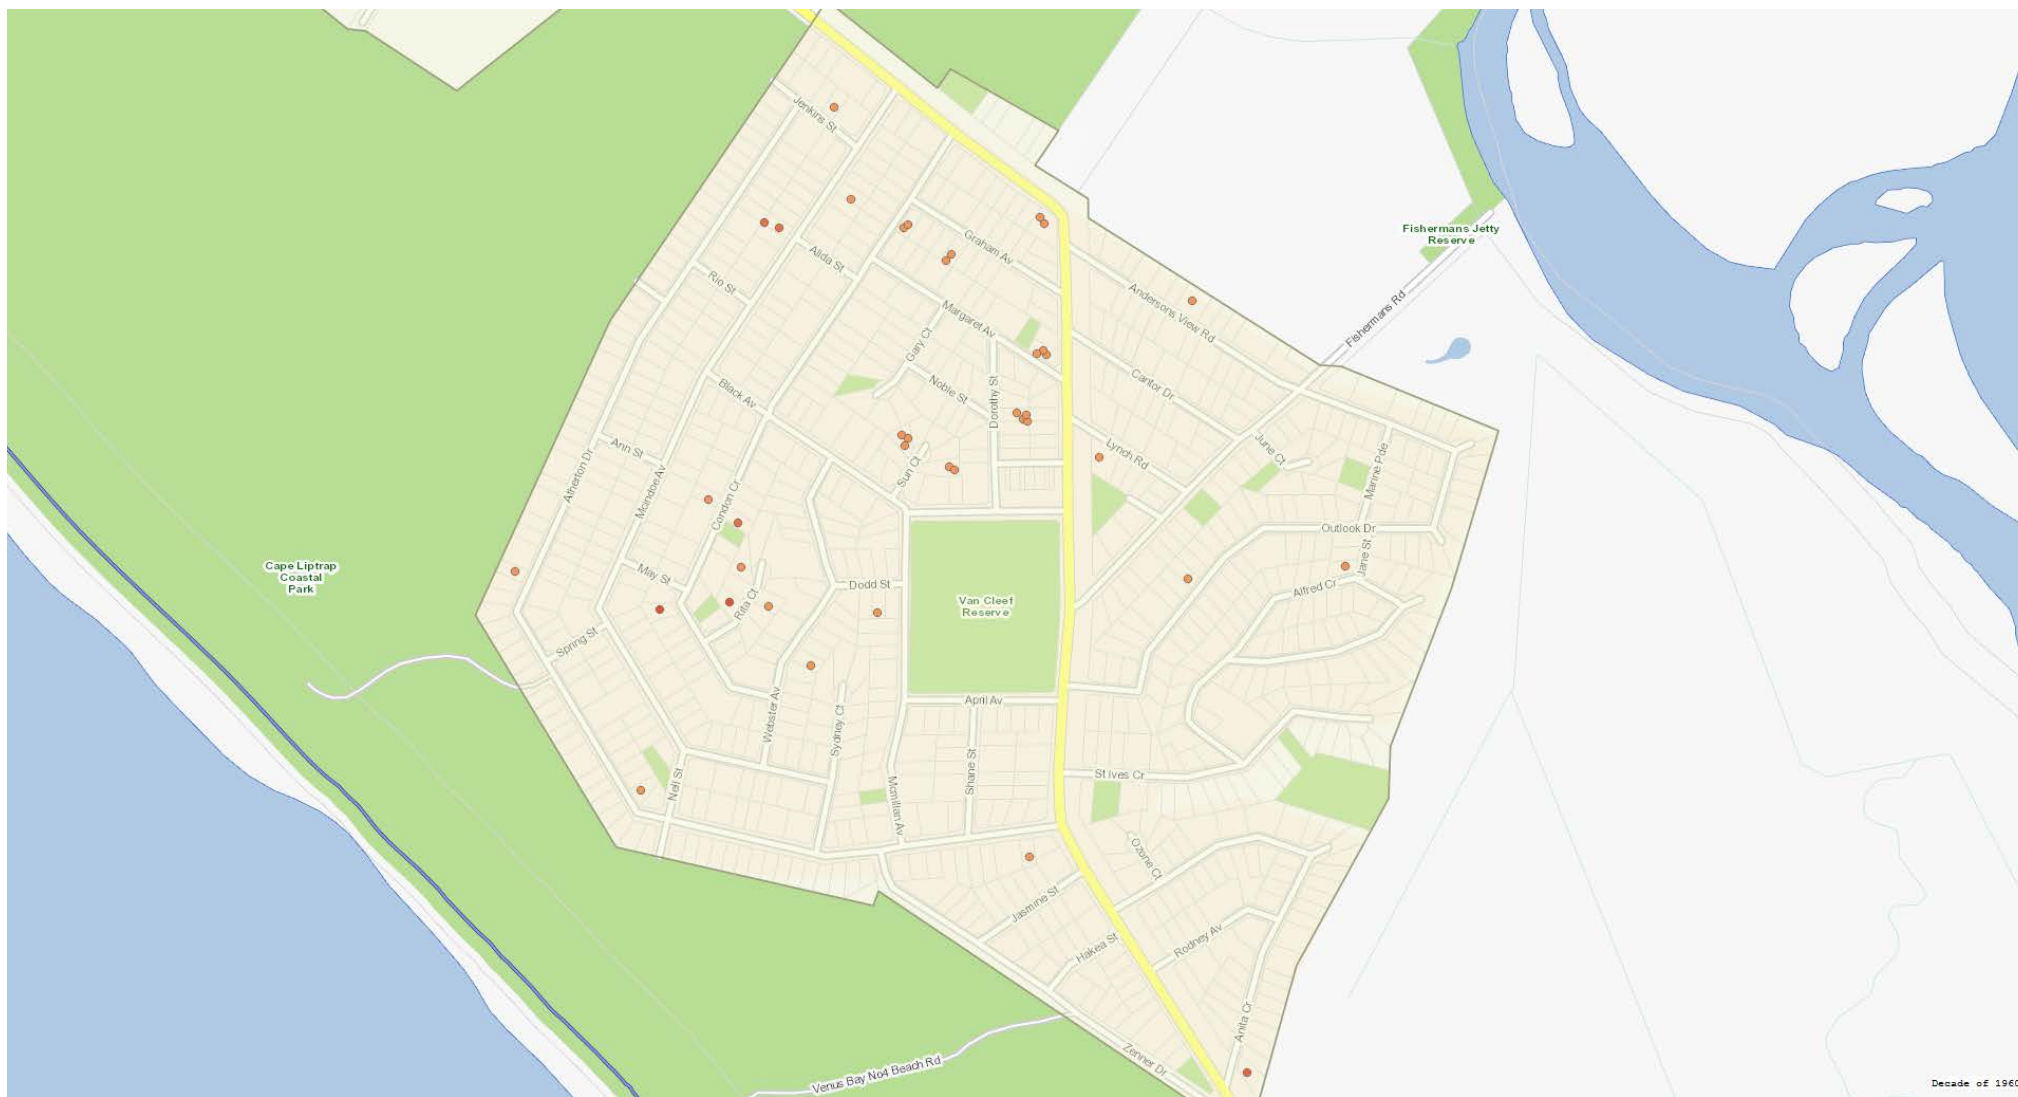 Jenkins St
Graham Av
Fishermans Jetty
Reserve
Alida St
Rio St
Andersons View Rd
Fishermans Rd
Margaret Av
Gary Ct
Noble St
Dorothy St
Cantor Dr
Black Av
Ann St
Atherton Dr
Mcindoe Av
Condon Cr
Sun Ct
Lynch Rd
June Ct
Marine Pde
Outlook Dr
Jane St
Alfred Cr
May St
Rita Ct
Dodd St
Cape Liptrap
Coastal
Park
Van Cleef
Reserve
Spring St
April Av
Webster Av
Sydney Ct
Shane St
Nell St
Mcmillan Av
St Ives Cr
Ozone Ct
Jasmine St
Hakea St
Rodney Av
Anita Cr
Zenner Dr
Venus Bay No4 Beach Rd
Decade of 1960